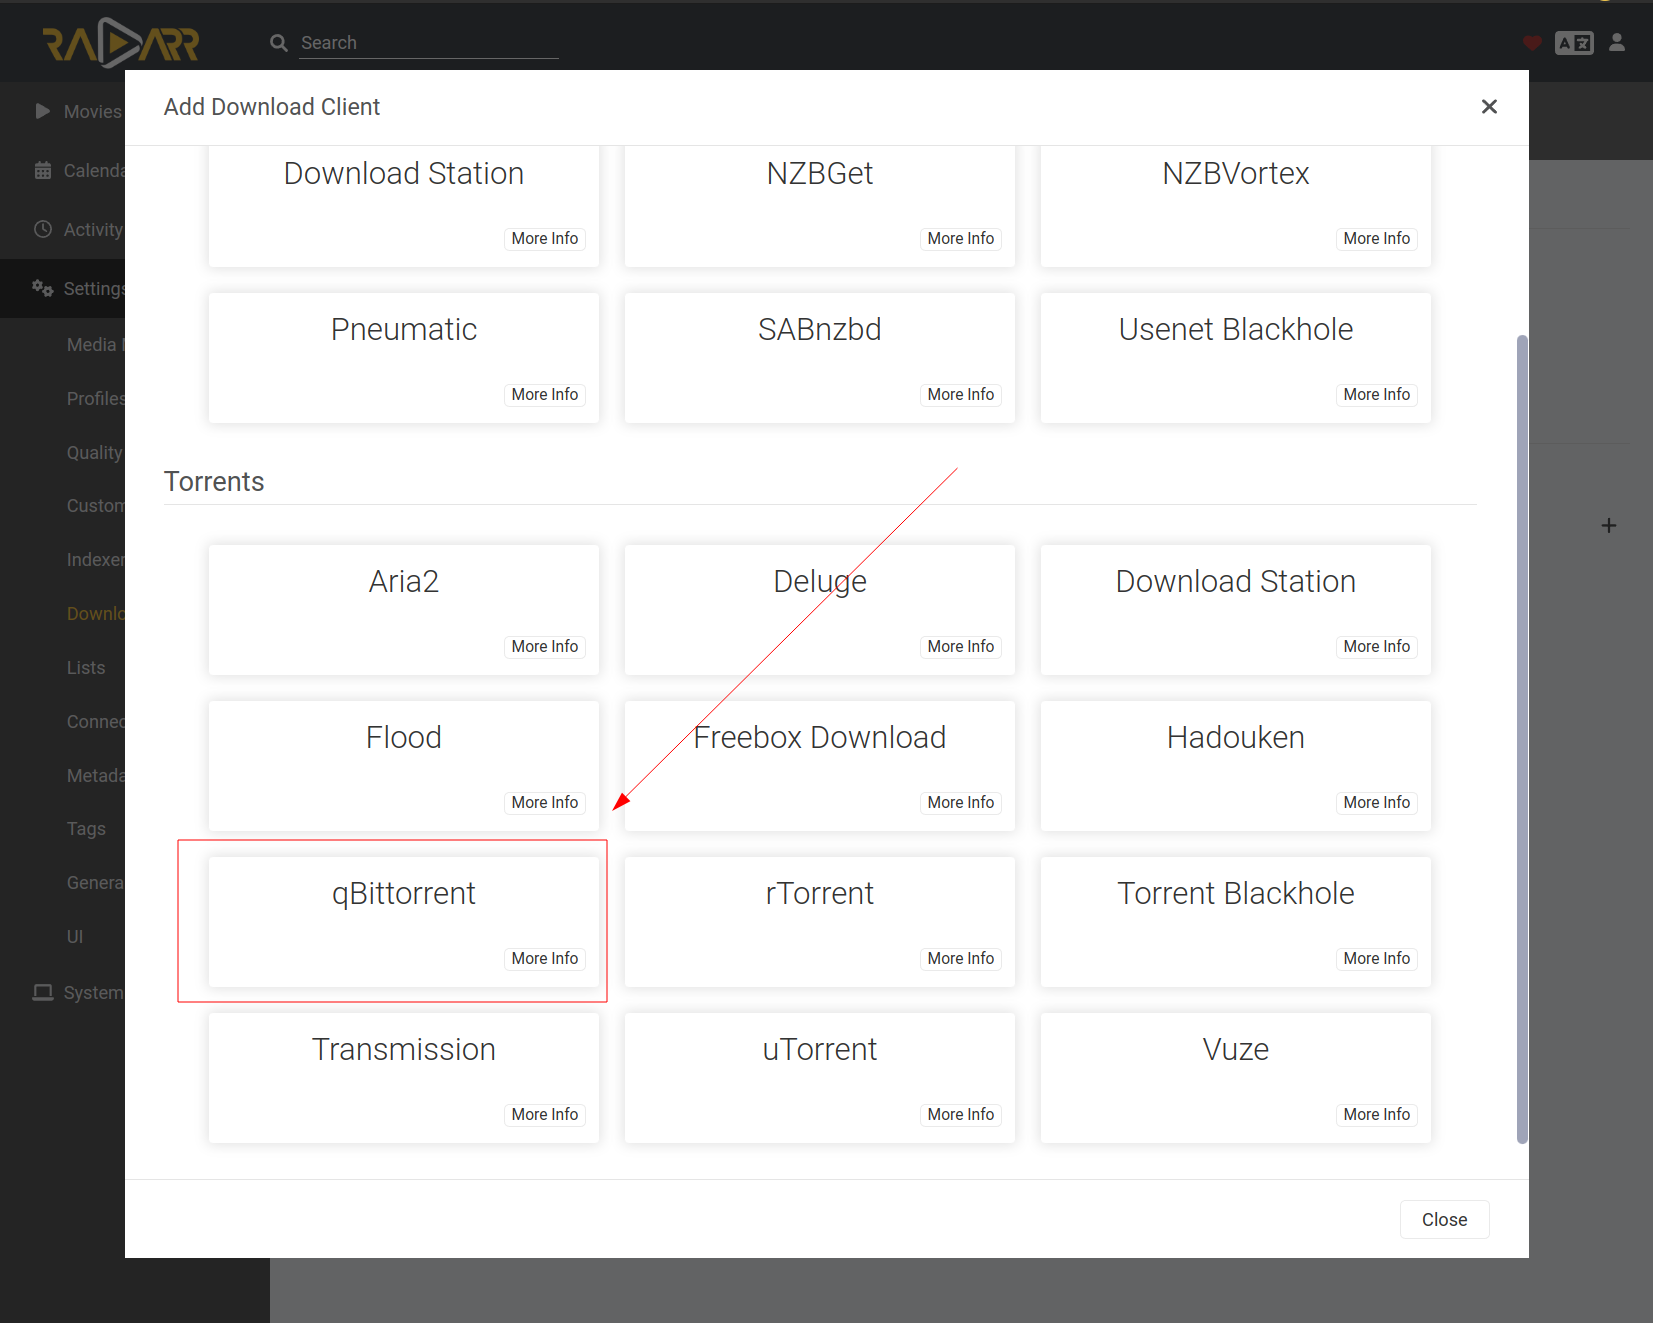 RADARR
Search
Add Download Client
Movies
Calenda
Activity
Settings
Media
Profiles
Quality
Custom
Indexer
Downlo
Lists
Connec
Metada
Tags
Genera
UI
System
Download Station
More Info
NZBGet
More Info
NZBVortex
More Info
Pneumatic
More Info
SABnzbd
More Info
Usenet Blackhole
More Info
Torrents
Aria2
More Info
Deluge
More Info
Download Station
More Info
Flood
More Info
Freebox Download
More Info
Hadouken
More Info
qBittorrent
More Info
rTorrent
More Info
Torrent Blackhole
More Info
Transmission
More Info
uTorrent
More Info
Vuze
More Info
Close